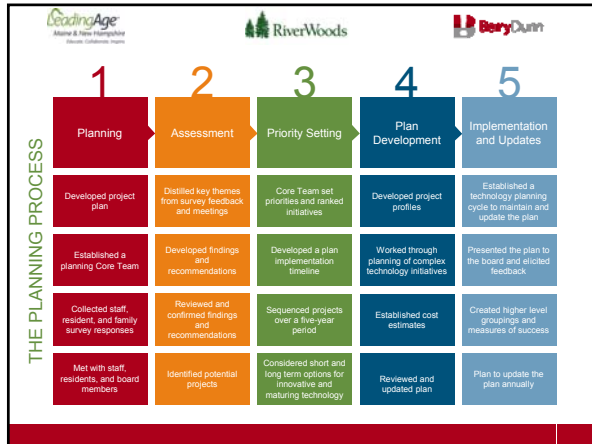 LeadingAge
Maine & New Hampshire
Educate. Collaborate. Inspire.
RiverWoods
BerryDunn
THE PLANNING PROCESS
1
2
3
4
5
Planning
Assessment
Priority Setting
Plan
Development
Implementation
and Updates
Developed project
plan
Distilled key themes
from survey feedback
and meetings
Core Team set
priorities and ranked
initiatives
Developed project
profiles
Established a
technology planning
cycle to maintain and
update the plan
Established a
planning Core Team
Developed findings
and
recommendations
Developed a plan
implementation
timeline
Worked through
planning of complex
technology initiatives
Presented the plan to
the board and elicited
feedback
Collected staff,
resident, and family
survey responses
Reviewed and
confirmed findings
and
recommendations
Sequenced projects
over a five-year
period
Established cost
estimates
Created higher level
groupings and
measures of success
Met with staff,
residents, and board
members
Identified potential
projects
Considered short and
long term options for
innovative and
maturing technology
Reviewed and
updated plan
Plan to update the
plan annually